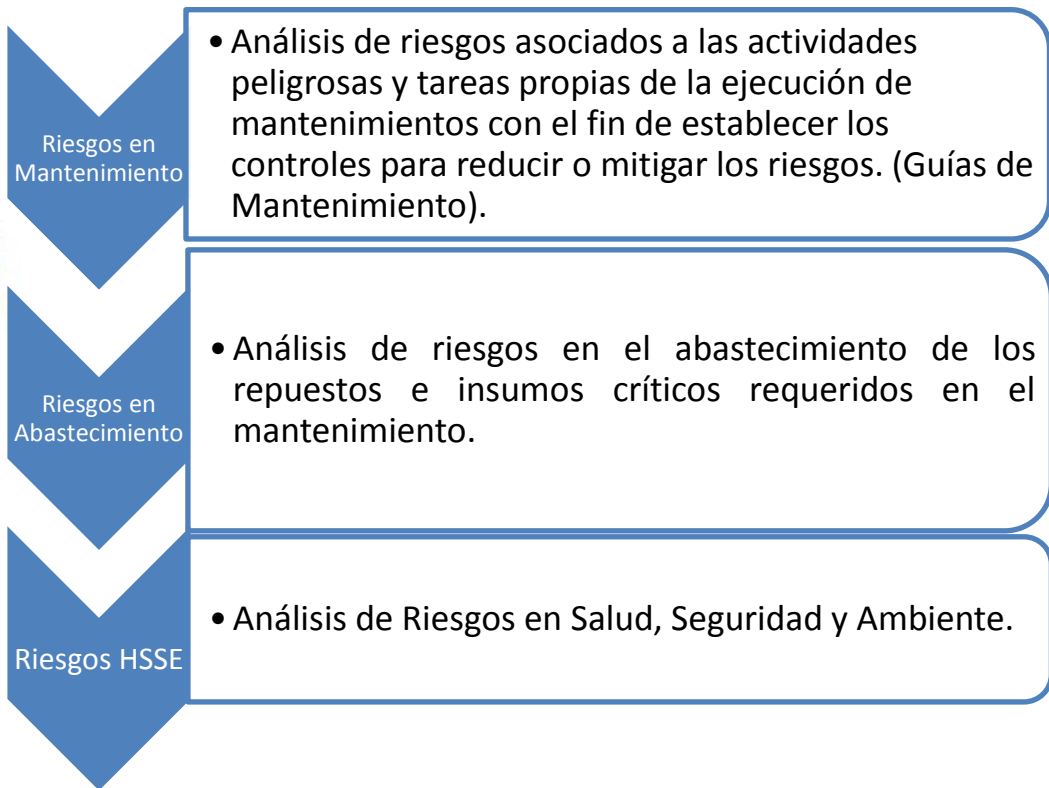 Riesgos en
Mantenimiento
• Análisis de riesgos asociados a las actividades
peligrosas y tareas propias de la ejecución de
mantenimientos con el fin de establecer los
controles para reducir o mitigar los riesgos. (Guías de
Mantenimiento).
Riesgos en
Abastecimiento
• Análisis de riesgos en el abastecimiento de los
repuestos e insumos críticos requeridos en el
mantenimiento.
Riesgos HSSE
• Análisis de Riesgos en Salud, Seguridad y Ambiente.